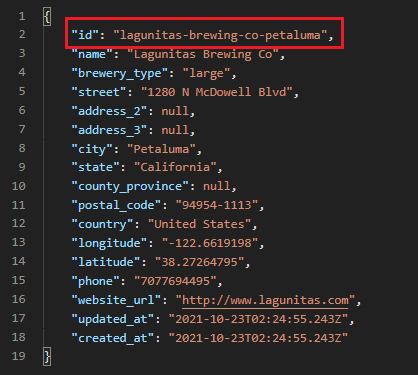 1 {
2 "id": "lagunitas-brewing-co-petaluma",
3 "name": "Lagunitas Brewing Co",
4 "brewery_type": "large",
5 "street": "1280 N McDowell Blvd",
6 "address_2": null,
7 "address_3": null,
8 "city": "Petaluma",
9 "state": "California",
10 "county_province": null,
11 "postal_code": "94954-1113",
12 "country": "United States",
13 "longitude": "-122.6619198",
14 "latitude": "38.27264795",
15 "phone": "7077694495",
16 "website_url": "http://www.lagunitas.com",
17 "updated_at": "2021-10-23T02:24:55.243Z",
18 "created_at": "2021-10-23T02:24:55.243Z"
19 }